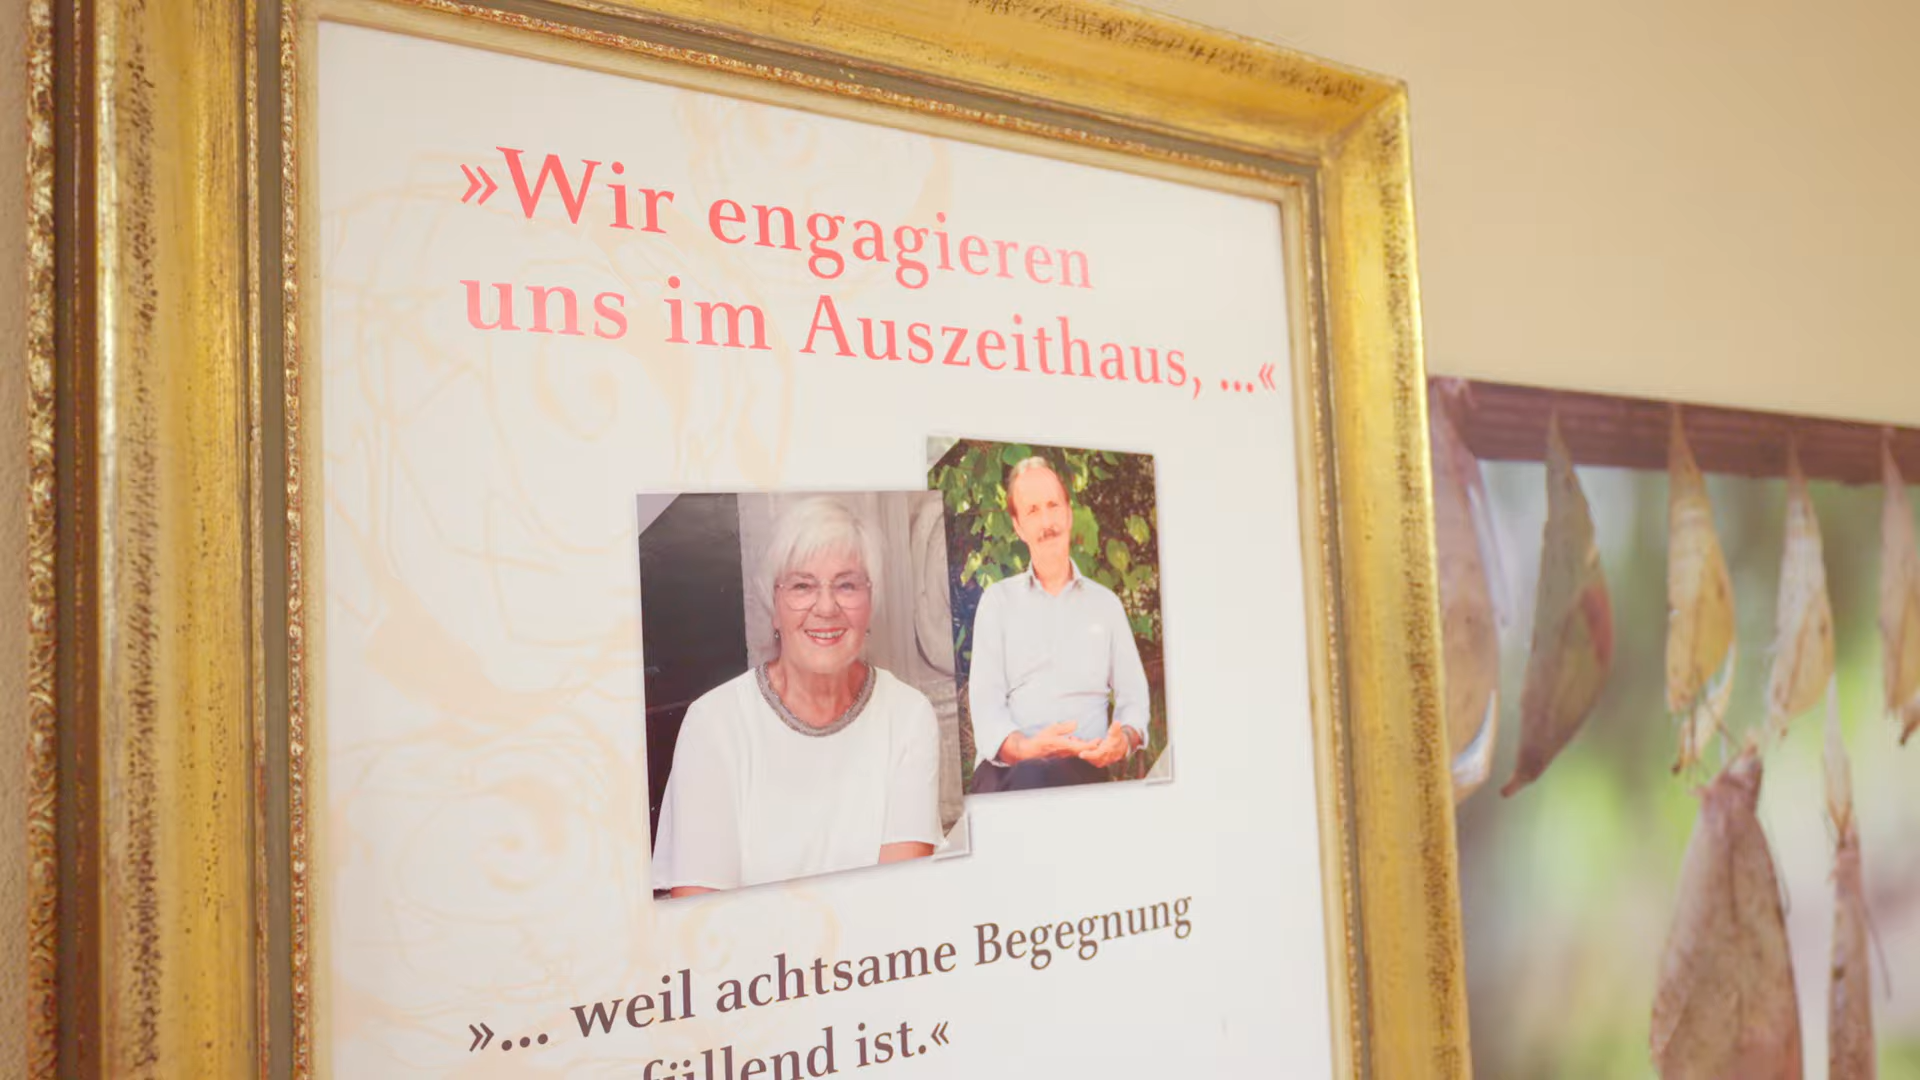 »Wir engagieren
uns im Auszeithaus, ...«
»... weil achtsame Begegnung
füllend ist.«